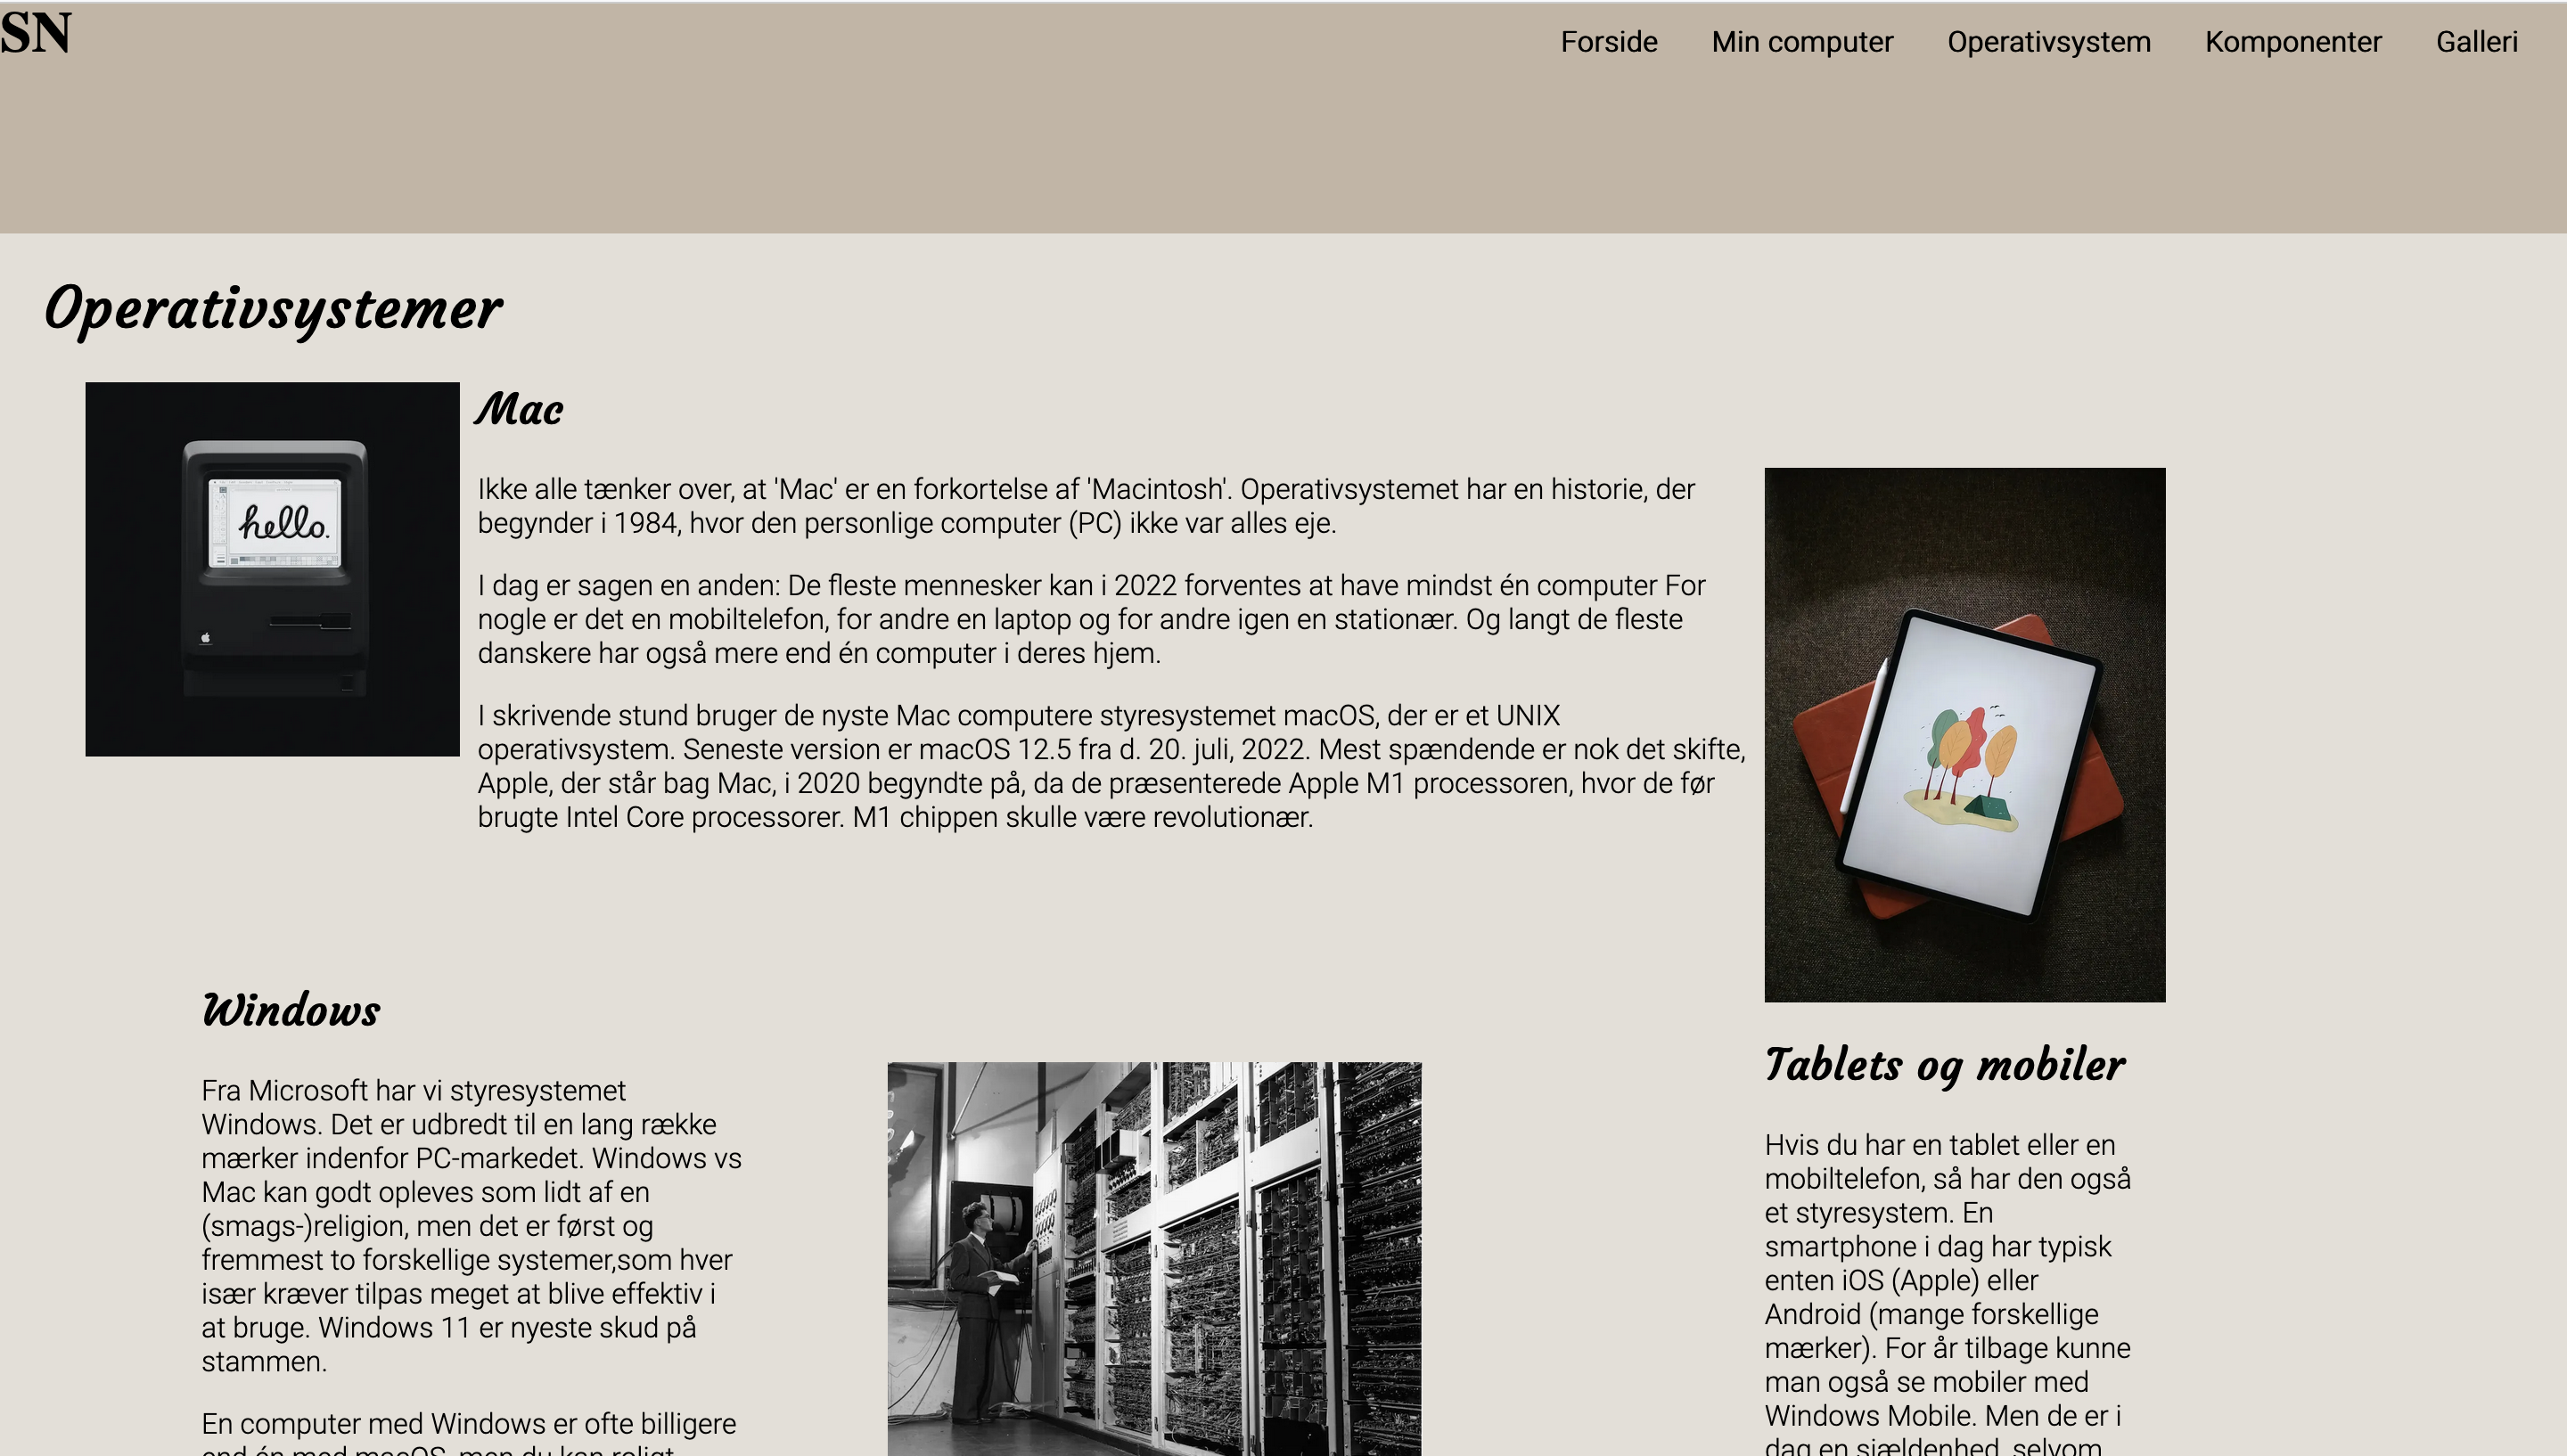 SN
Forside Min computer Operativsystem Komponenter Galleri
Operativsystemer
hello.
Mac
Ikke alle tænker over, at 'Mac' er en forkortelse af 'Macintosh'. Operativsystemet har en historie, der
begynder i 1984, hvor den personlige computer (PC) ikke var alles eje.
I dag er sagen en anden: De fleste mennesker kan i 2022 forventes at have mindst én computer For
nogle er det en mobiltelefon, for andre en laptop og for andre igen en stationær. Og langt de fleste
danskere har også mere end én computer i deres hjem.
I skrivende stund bruger de nyste Mac computere styresystemet macOS, der er et UNIX
operativsystem. Seneste version er macOS 12.5 fra d. 20. juli, 2022. Mest spændende er nok det skifte,
Apple, der står bag Mac, i 2020 begyndte på, da de præsenterede Apple M1 processoren, hvor de før
brugte Intel Core processorer. M1 chippen skulle være revolutionær.
Windows
Fra Microsoft har vi styresystemet
Windows. Det er udbredt til en lang række
mærker indenfor PC-markedet. Windows vs
Mac kan godt opleves som lidt af en
(smags-)religion, men det er først og
fremmest to forskellige systemer,som hver
især kræver tilpas meget at blive effektiv i
at bruge. Windows 11 er nyeste skud på
stammen.
En computer med Windows er ofte billigere
end én med macOS, men du kan roligt
Tablets og mobiler
Hvis du har en tablet eller en
mobiltelefon, så har den også
et styresystem. En
smartphone i dag har typisk
enten iOS (Apple) eller
Android (mange forskellige
mærker). For år tilbage kunne
man også se mobiler med
Windows Mobile. Men de er i
dag en sjældenhed, selvom